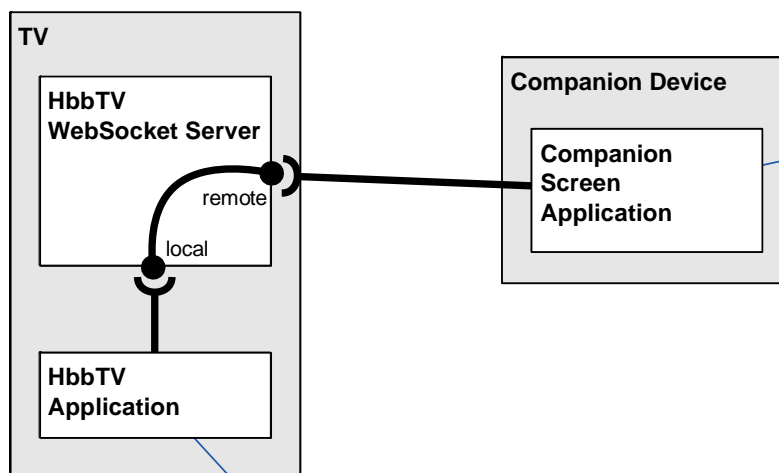 TV
HbbTV
WebSocket Server
remote
local
HbbTV
Application
Companion Device
Companion
Screen
Application